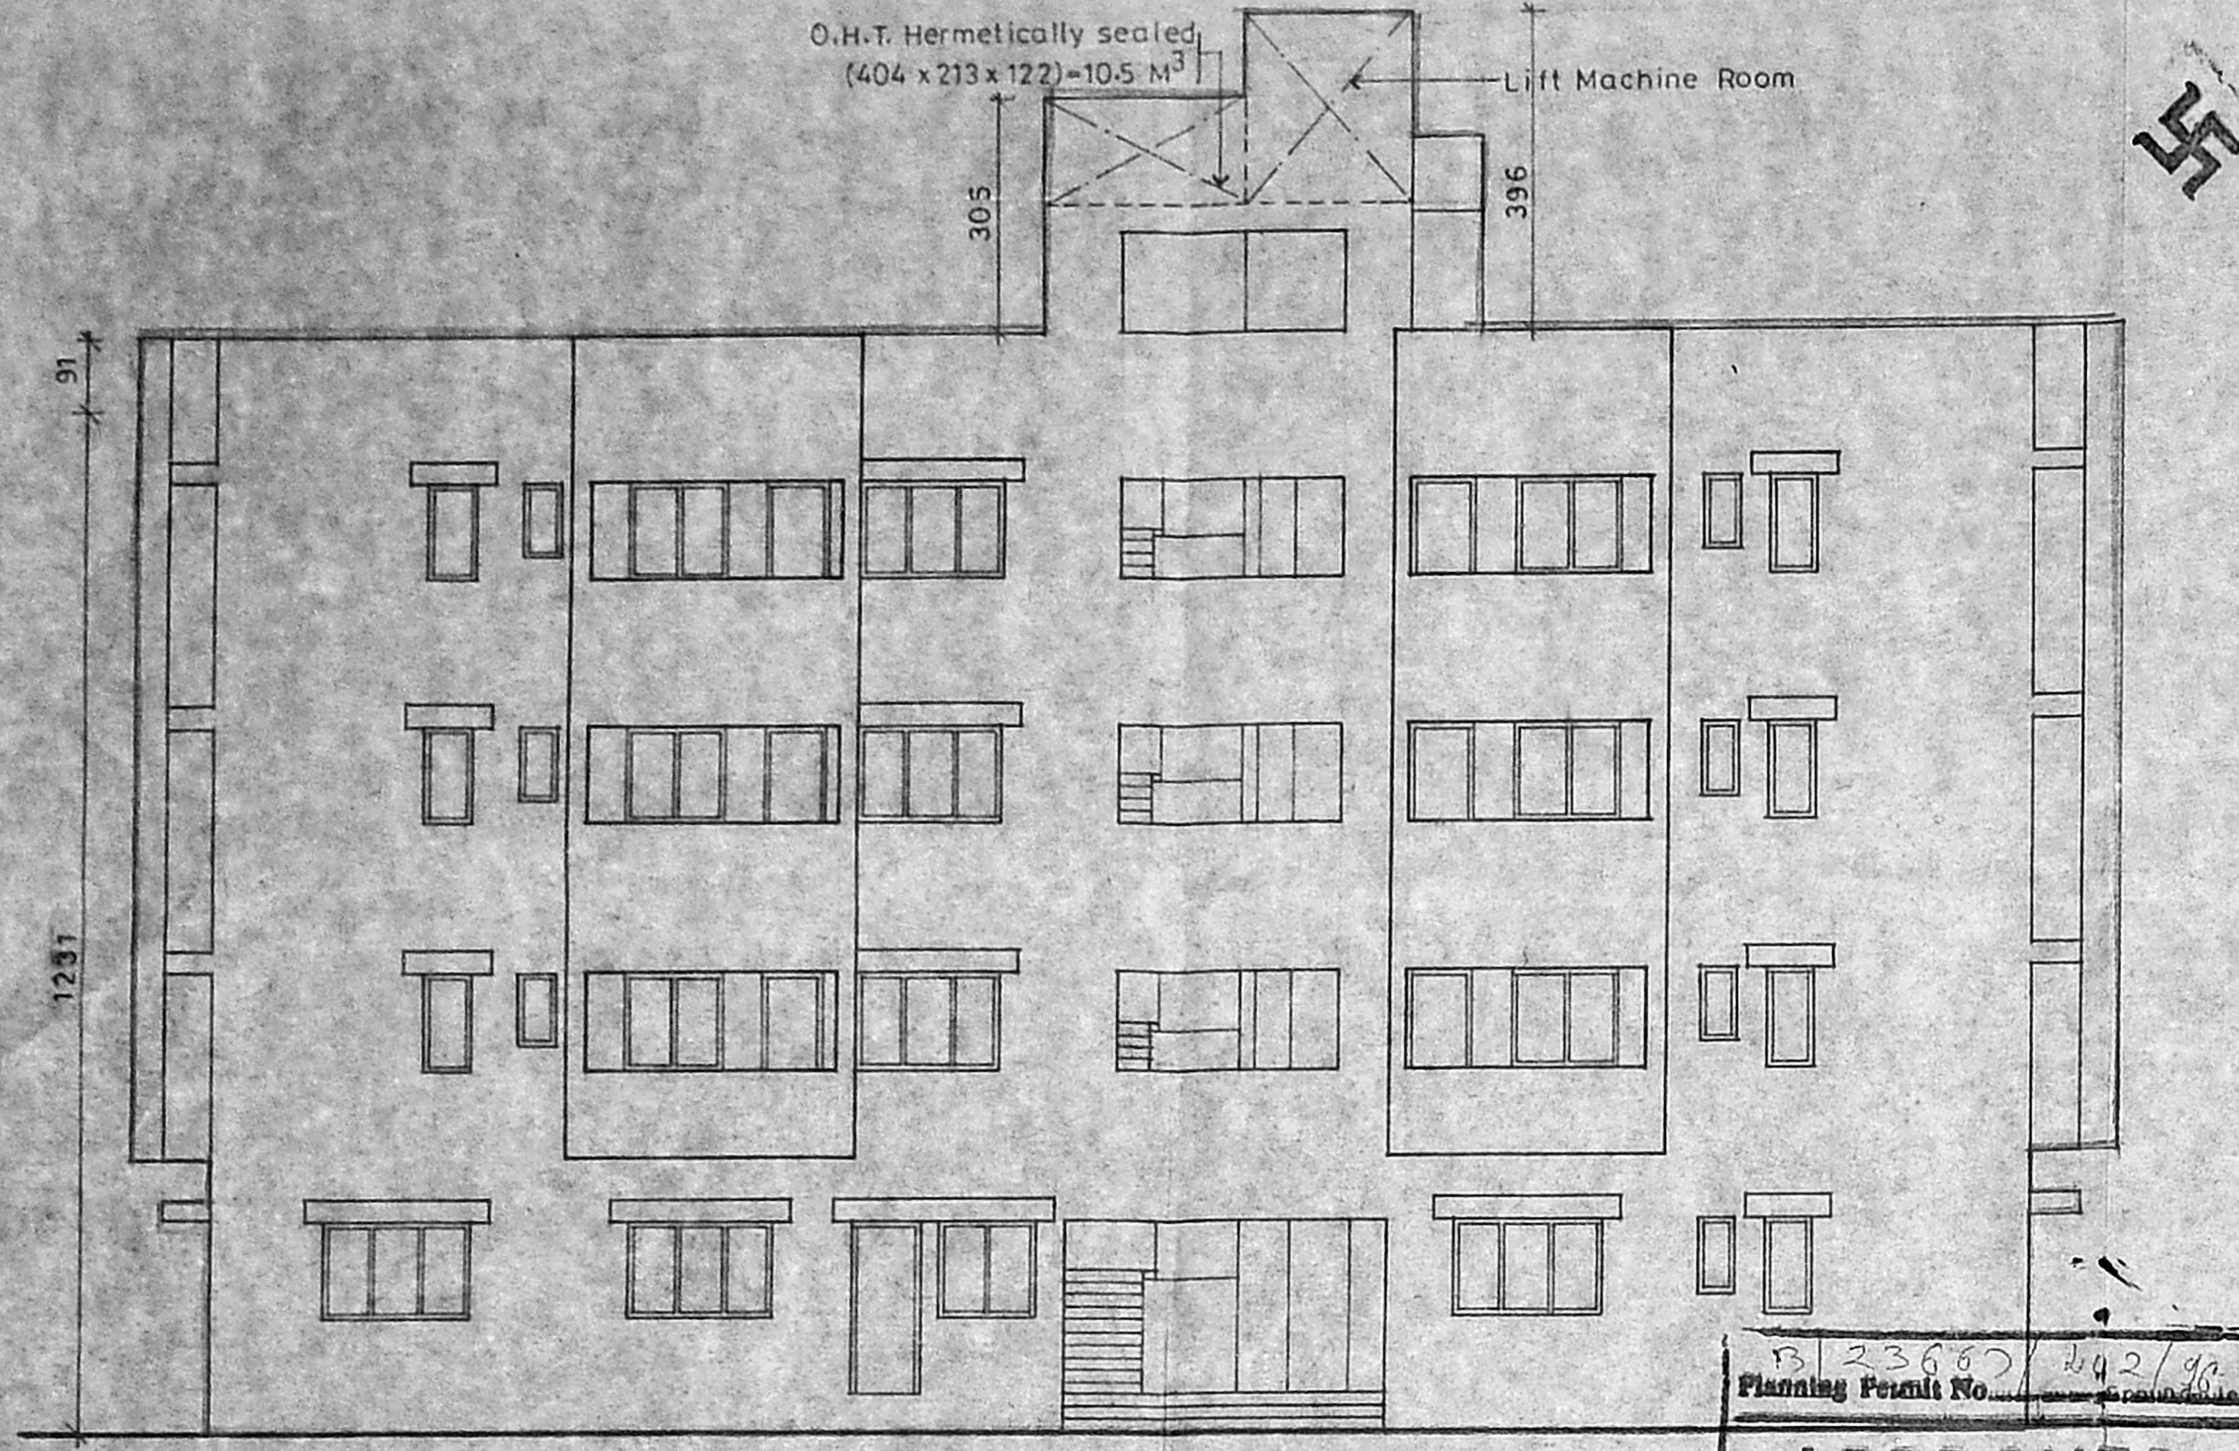 O.H.T. Hermetically sealed
(404 x 213 x 122)=10.5 M³
Lift Machine Room
305
396
91
1231
Planning Permit No.